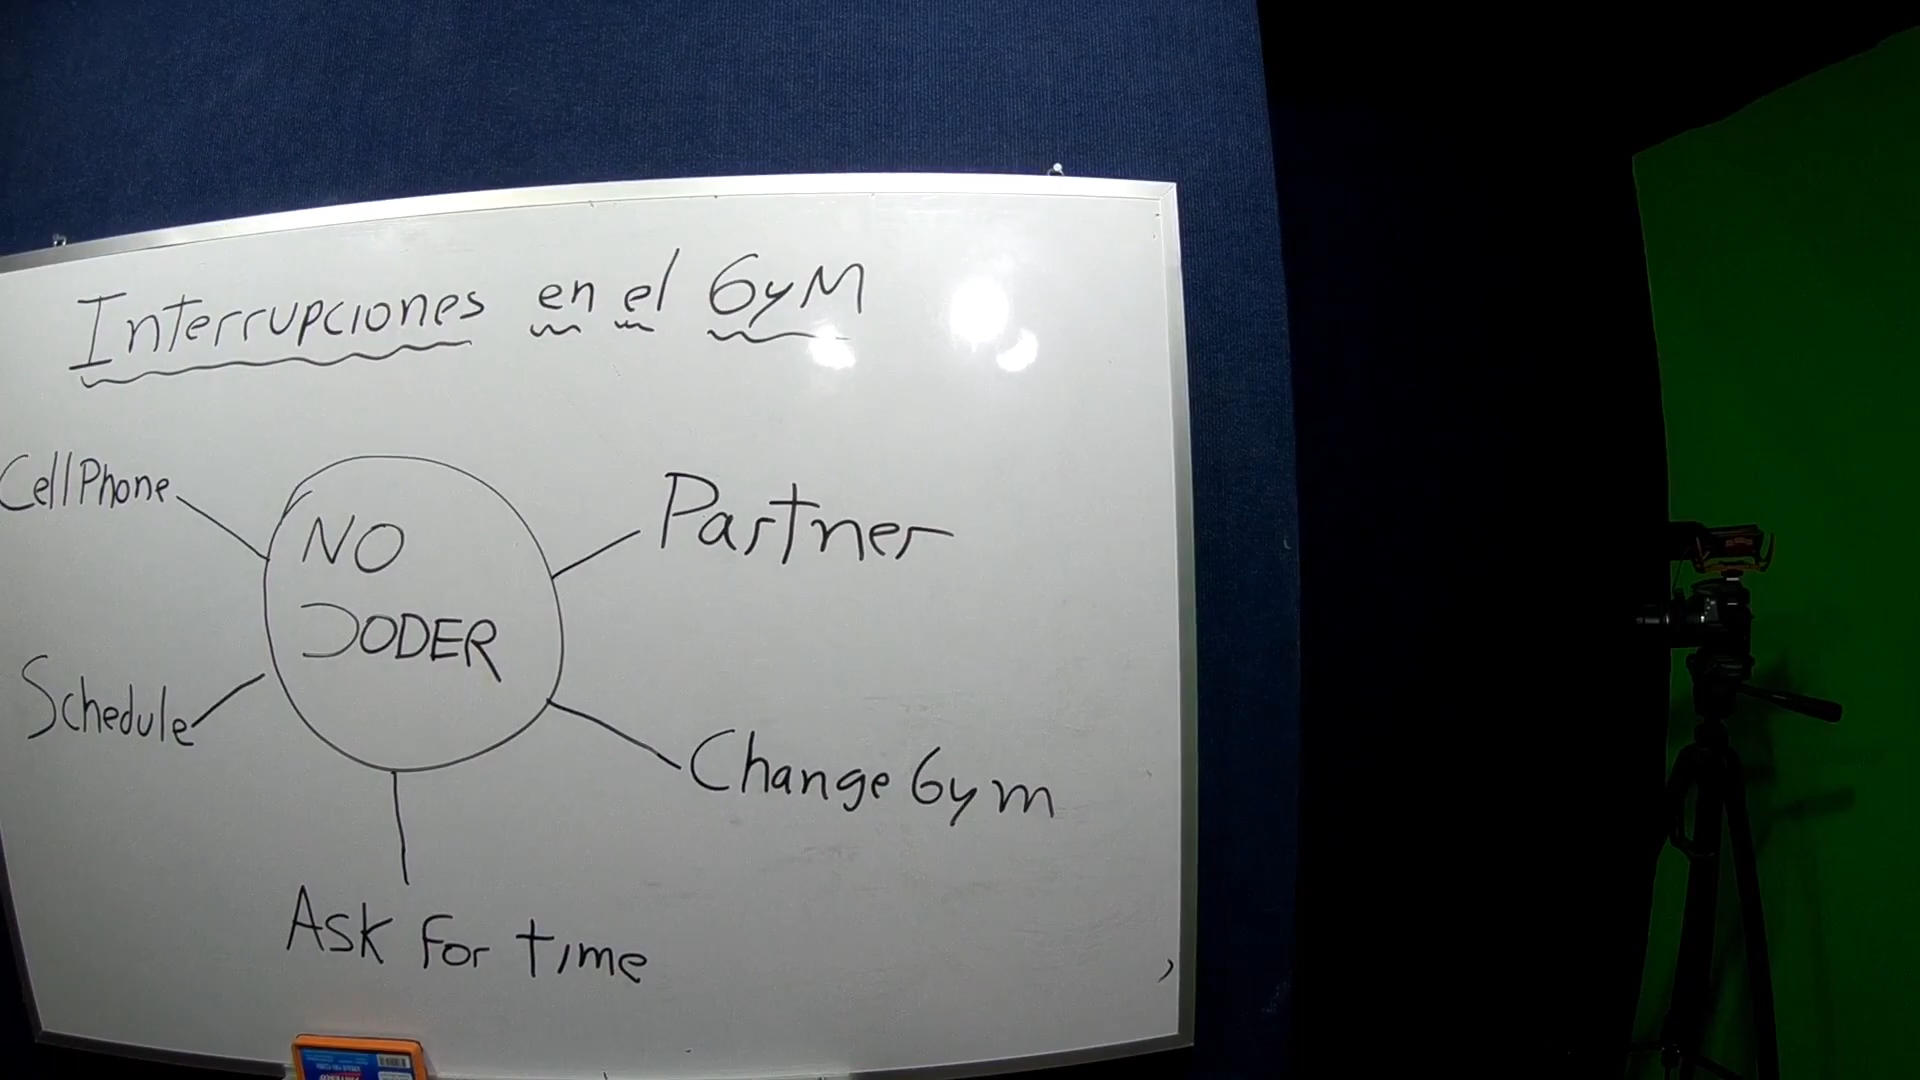 Interrupciones en el GyM
CellPhone
NO
JODER
Partner
Schedule
Change Gym
Ask For time